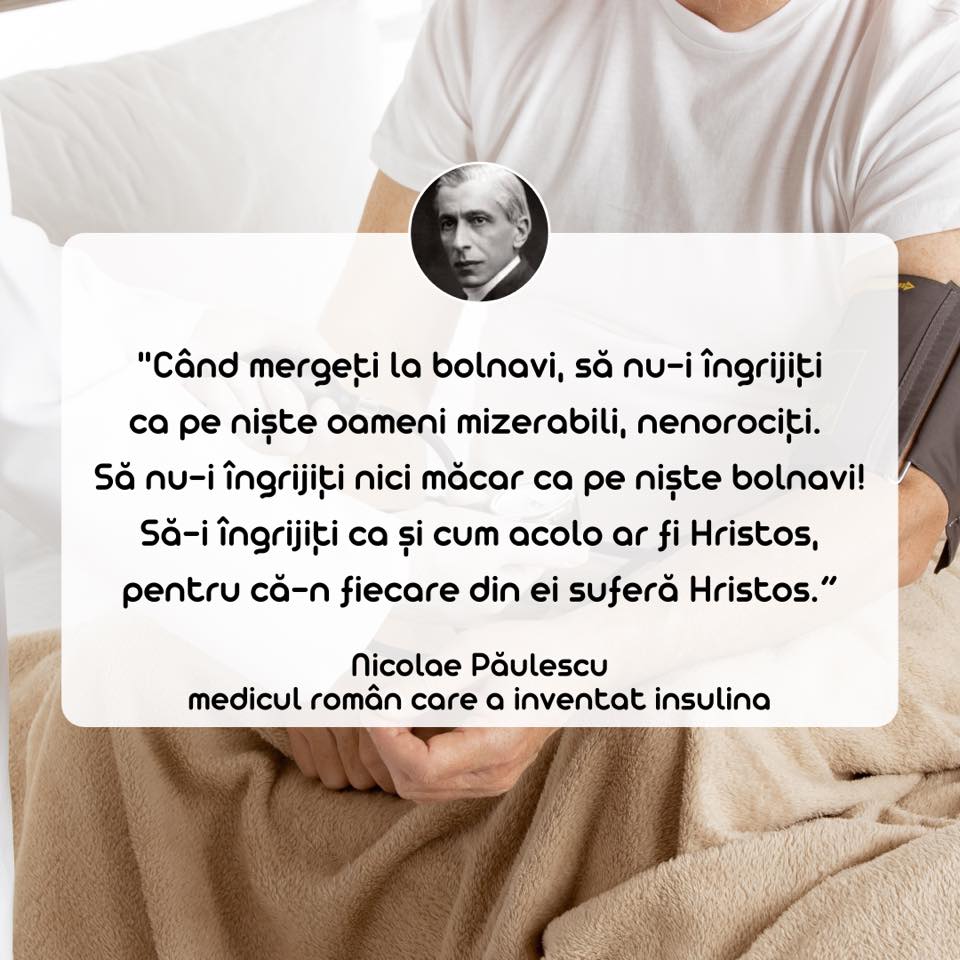 "Când mergeți la bolnavi, să nu-i îngrijiți
ca pe niște oameni mizerabili, nenorociți.
Să nu-i îngrijiți nici măcar ca pe niște bolnavi!
Să-i îngrijiți ca și cum acolo ar fi Hristos,
pentru că-n fiecare din ei suferă Hristos.”
Nicolae Păulescu
medicul român care a inventat insulina